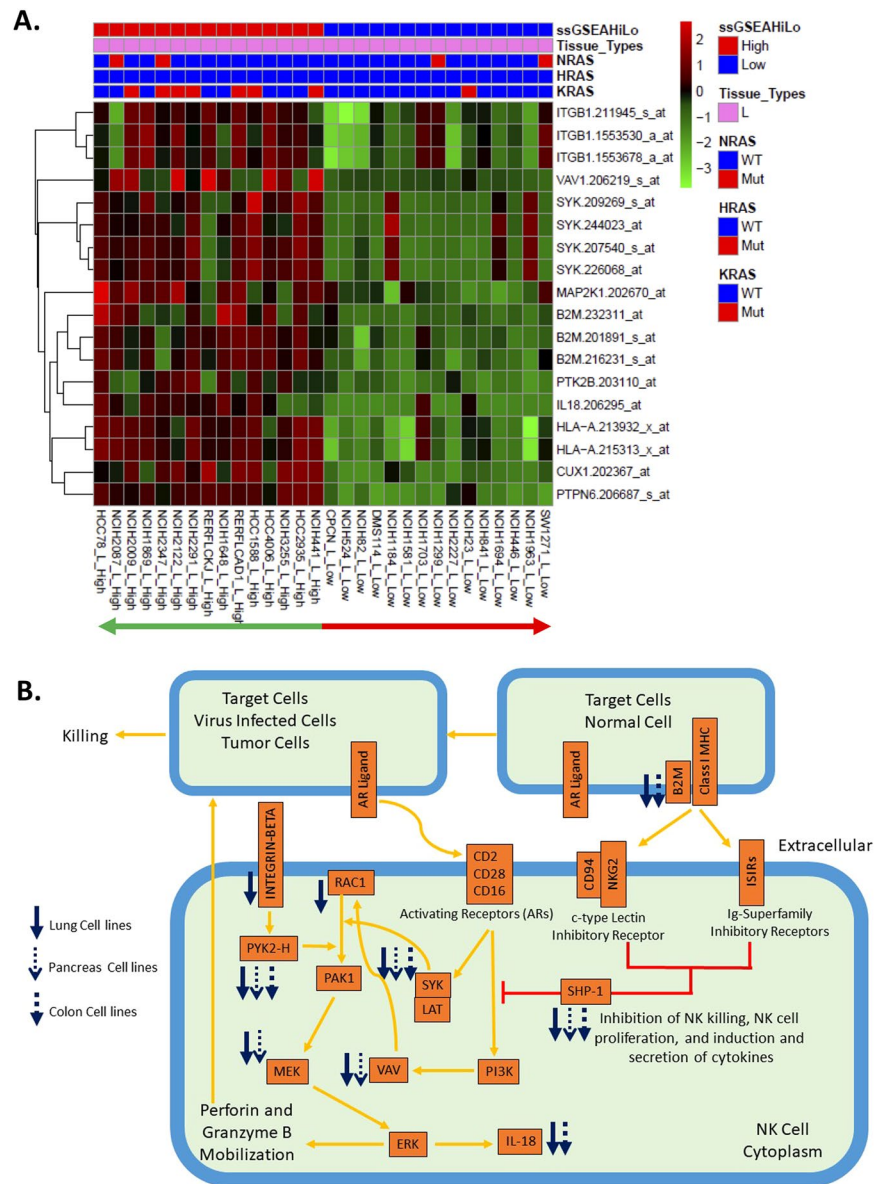 A.
ssGSEAHiLo
Tissue_Types
NRAS
HRAS
KRAS
ITGB1.211945_s_at
ITGB1.1553530_a_at
ITGB1.1553678_a_at
VAV1.206219_s_at
SYK.209269_s_at
SYK.244023_at
SYK.207540_s_at
SYK.226068_at
MAP2K1.202670_at
B2M.232311_at
B2M.201891_s_at
B2M.216231_s_at
PTK2B.203110_at
IL18.206295_at
HLA-A.213932_x_at
HLA-A.215313_x_at
CUX1.202367_at
PTPN6.206687_s_at
2
1
0
−1
−2
−3
ssGSEAHiLo
High
Low
Tissue_Types
L
NRAS
WT
Mut
HRAS
WT
Mut
KRAS
WT
Mut
HCC78_L_High
NCIH2087_L_High
NCIH2009_L_High
NCIH1869_L_High
NCIH2347_L_High
NCIH2122_L_High
NCIH2291_L_High
RERFLCKJ_L_High
NCIH1648_L_High
RERFLCAD1_L_High
HCC1588_L_High
HCC4006_L_High
NCIH3255_L_High
HCC2935_L_High
NCIH441_L_High
CPCN_L_Low
NCIH524_L_Low
NCIH82_L_Low
DMS114_L_Low
NCIH1184_L_Low
NCIH1581_L_Low
NCIH1703_L_Low
NCIH1299_L_Low
NCIH2227_L_Low
NCIH23_L_Low
NCIH841_L_Low
NCIH1694_L_Low
NCIH446_L_Low
NCIH1963_L_Low
SW1271_L_Low
B.
Target Cells
Virus Infected Cells
Tumor Cells
Target Cells
Normal Cell
Killing
AR Ligand
AR Ligand
B2M
Class I MHC
Extracellular
INTEGRIN-BETA
RAC1
CD2
CD28
CD16
Activating Receptors (ARs)
CD94
NKG2
c-type Lectin
Inhibitory Receptor
ISIRs
Ig-Superfamily
Inhibitory Receptors
Lung Cell lines
Pancreas Cell lines
Colon Cell lines
PYK2-H
PAK1
SYK
LAT
SHP-1
Inhibition of NK killing, NK cell
proliferation, and induction and
secretion of cytokines
MEK
VAV
PI3K
Perforin and
Granzyme B
Mobilization
ERK
IL-18
NK Cell
Cytoplasm